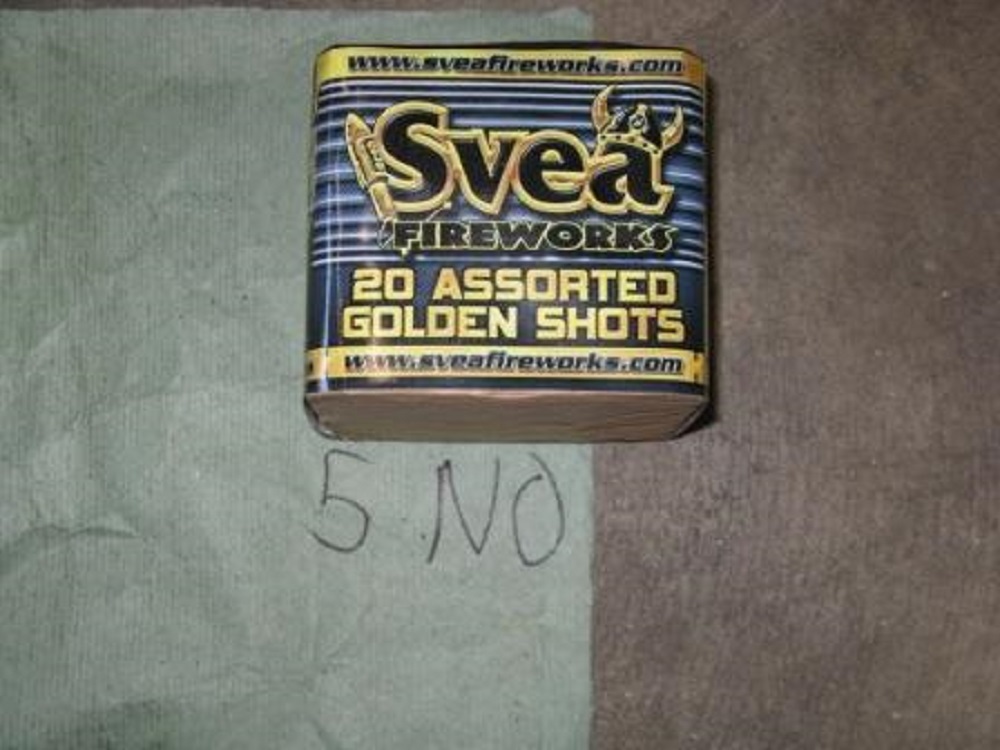 www.sveafireworks.com
Svea
FIREWORKS
20 ASSORTED
GOLDEN SHOTS
www.sveafireworks.com
5 NO